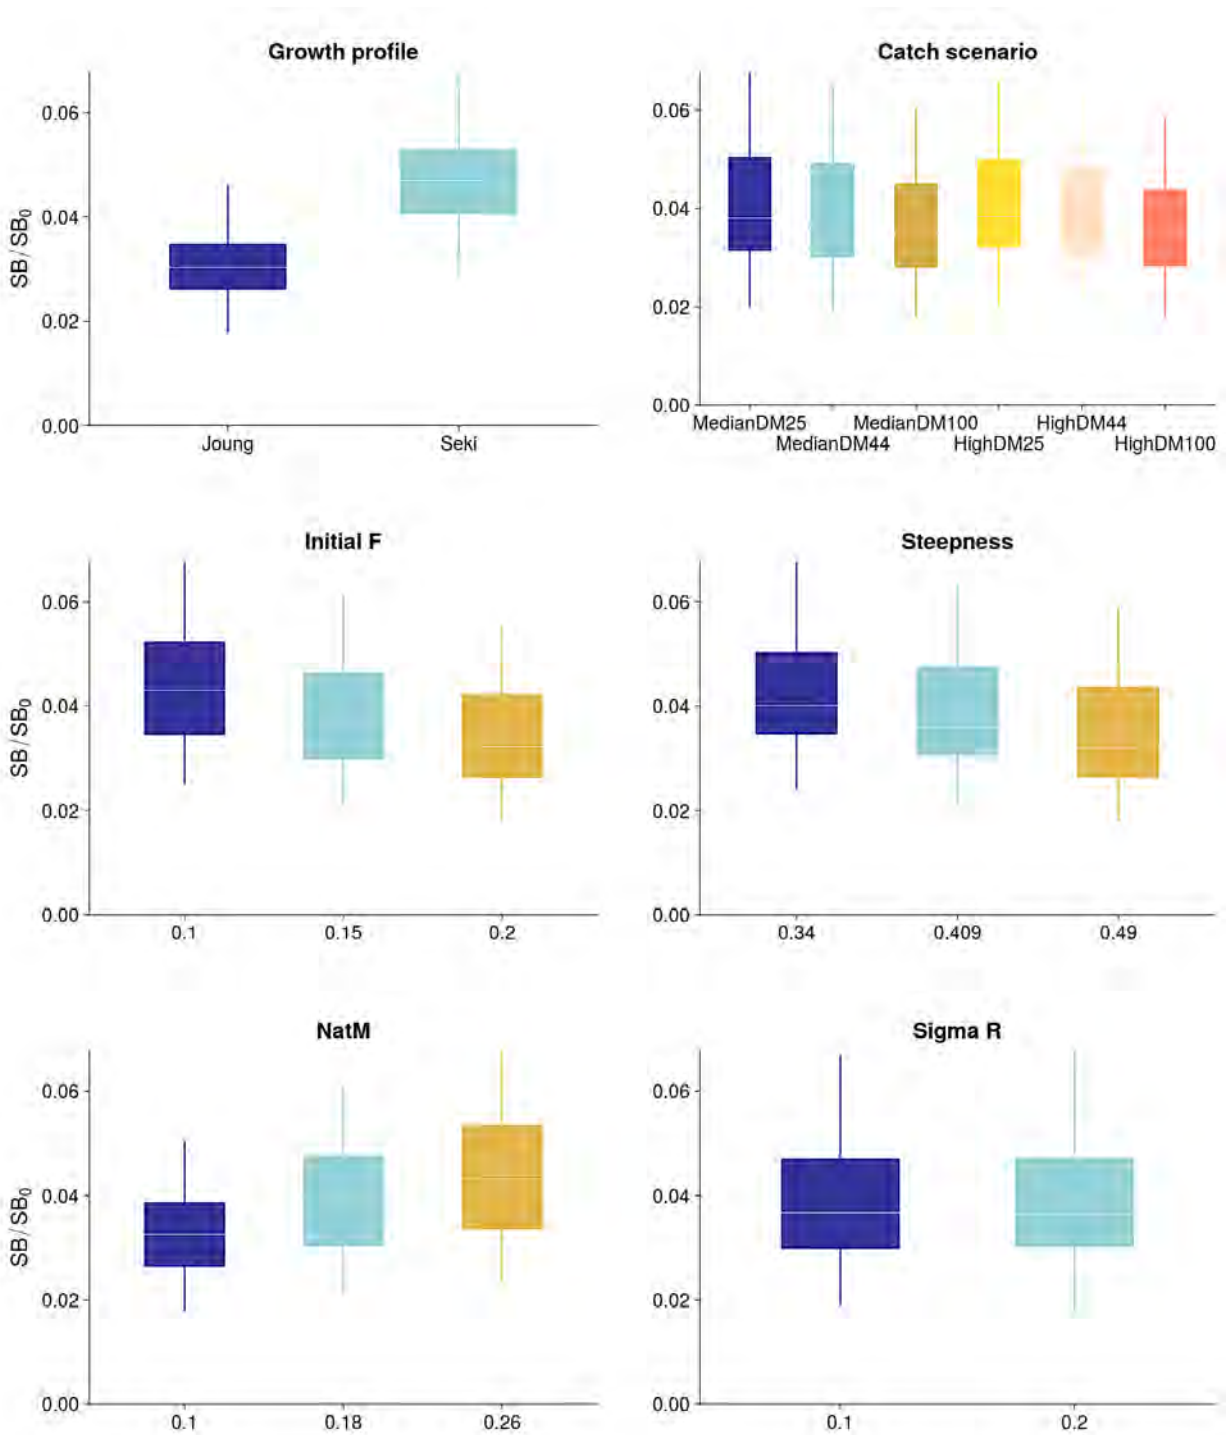 Growth profile
SB / SB0
0.06
0.04
0.02
0.00
Joung Seki
Catch scenario
0.06
0.04
0.02
0.00
MedianDM25 MedianDM100 HighDM44
MedianDM44 HighDM25 HighDM100
Initial F
SB / SB0
0.06
0.04
0.02
0.00
0.1 0.15 0.2
Steepness
0.06
0.04
0.02
0.00
0.34 0.409 0.49
NatM
SB / SB0
0.06
0.04
0.02
0.00
0.1 0.18 0.26
Sigma R
0.06
0.04
0.02
0.00
0.1 0.2